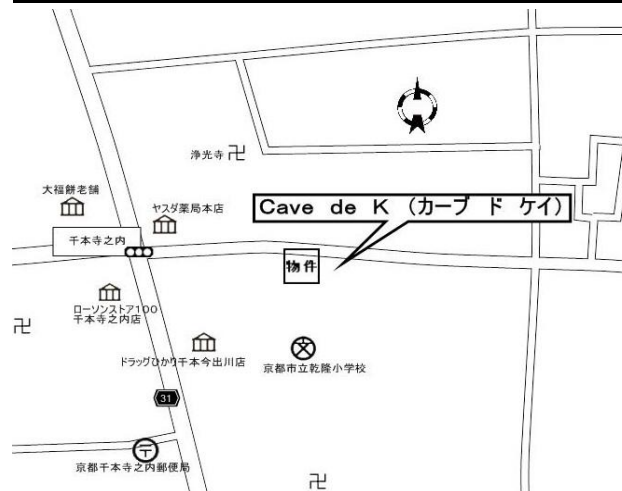 浄光寺
大福餅老舗
ヤスダ薬局本店
Cave de K (カーブ ド ケイ)
千本寺之内
物件
ローソンストア100
千本寺之内店
ドラッグひかり千本今出川店
京都市立乾隆小学校
31
京都千本寺之内郵便局